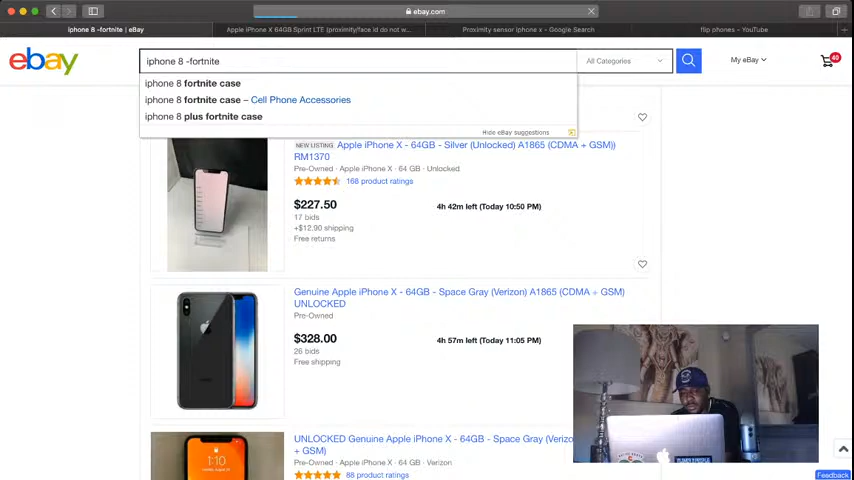 ebay.com
iphone 8 -fortnite | eBay
Apple iPhone X 64GB Sprint LTE (proximity/face id do not w...
Proximity sensor iphone x - Google Search
flip phones – YouTube
ebay
iphone 8 -fortnite
All Categories
My eBay
40
iphone 8 fortnite case
iphone 8 fortnite case – Cell Phone Accessories
iphone 8 plus fortnite case
Hide eBay suggestions
NEW LISTING Apple iPhone X - 64GB - Silver (Unlocked) A1865 (CDMA + GSM))
RM1370
Pre-Owned · Apple iPhone X · 64 GB · Unlocked
168 product ratings
$227.50
4h 42m left (Today 10:50 PM)
17 bids
+$12.90 shipping
Free returns
Genuine Apple iPhone X - 64GB - Space Gray (Verizon) A1865 (CDMA + GSM)
UNLOCKED
Pre-Owned
$328.00
4h 57m left (Today 11:05 PM)
26 bids
Free shipping
UNLOCKED Genuine Apple iPhone X - 64GB - Space Gray (Verizo
+ GSM)
Pre-Owned · Apple iPhone X · 64 GB · Verizon
88 product ratings
1:10
Feedback